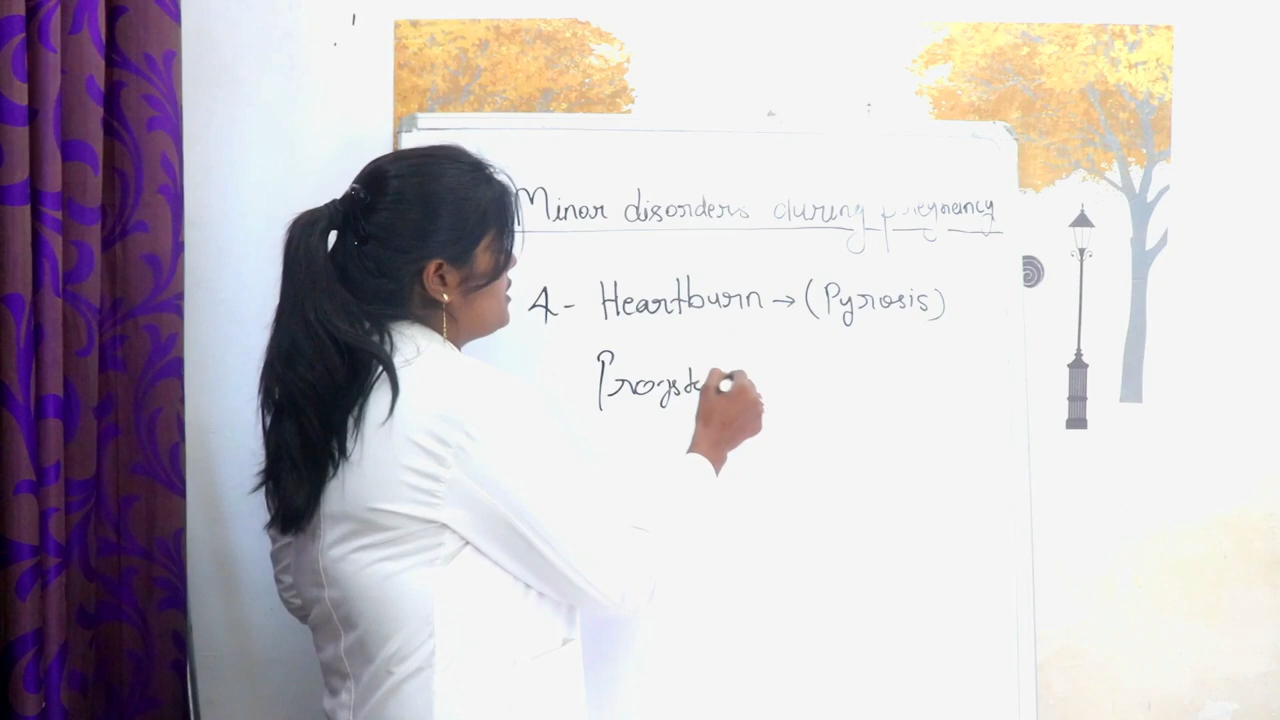 Minor disorders during pregnancy
4- Heartburn → (Pyrosis)